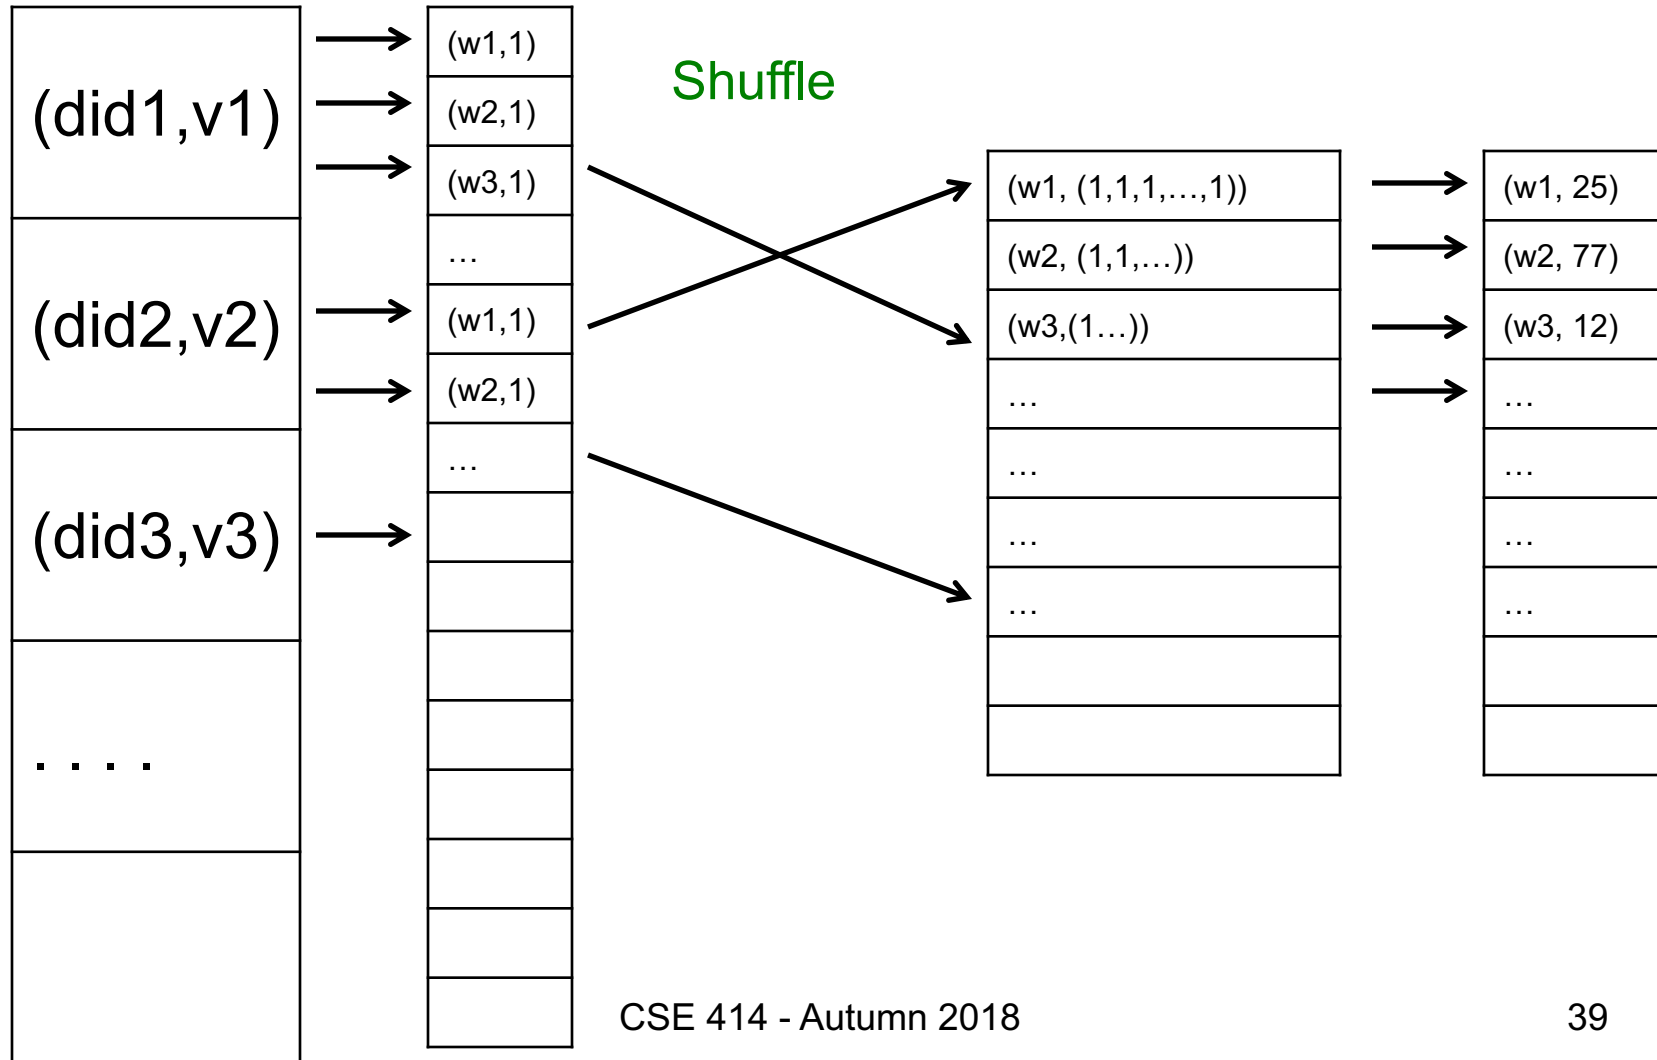 (did1,v1)
(did2,v2)
(did3,v3)
. . . .
(w1,1)
(w2,1)
(w3,1)
…
(w1,1)
(w2,1)
…
Shuffle
(w1, (1,1,1,…,1))
(w2, (1,1,…))
(w3,(1…))
…
…
…
…
(w1, 25)
(w2, 77)
(w3, 12)
…
…
…
…
CSE 414 - Autumn 2018
39